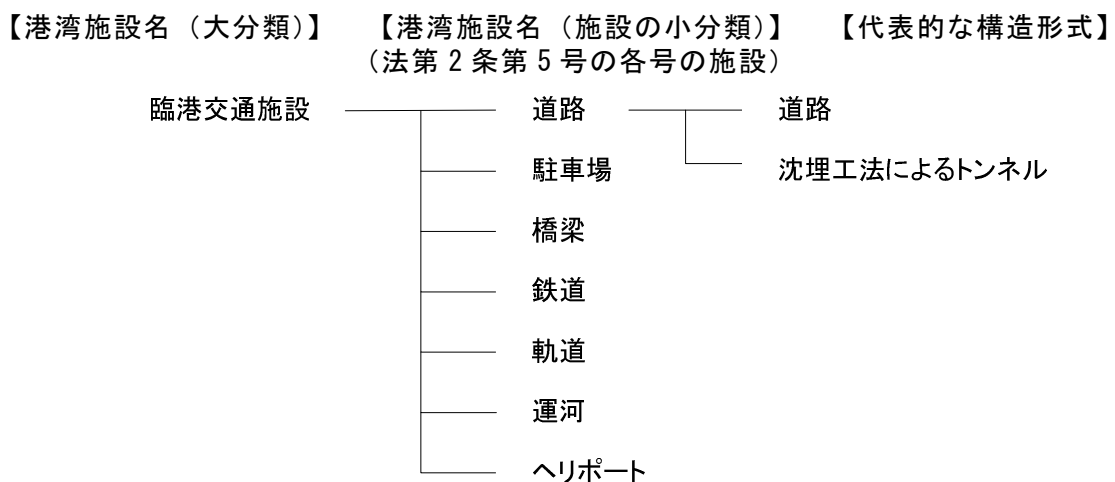 【港湾施設名（大分類）】 【港湾施設名（施設の小分類）】 【代表的な構造形式】
（法第２条第５号の各号の施設）
臨港交通施設 道路 道路
駐車場 沈埋工法によるトンネル
橋梁
鉄道
軌道
運河
ヘリポート